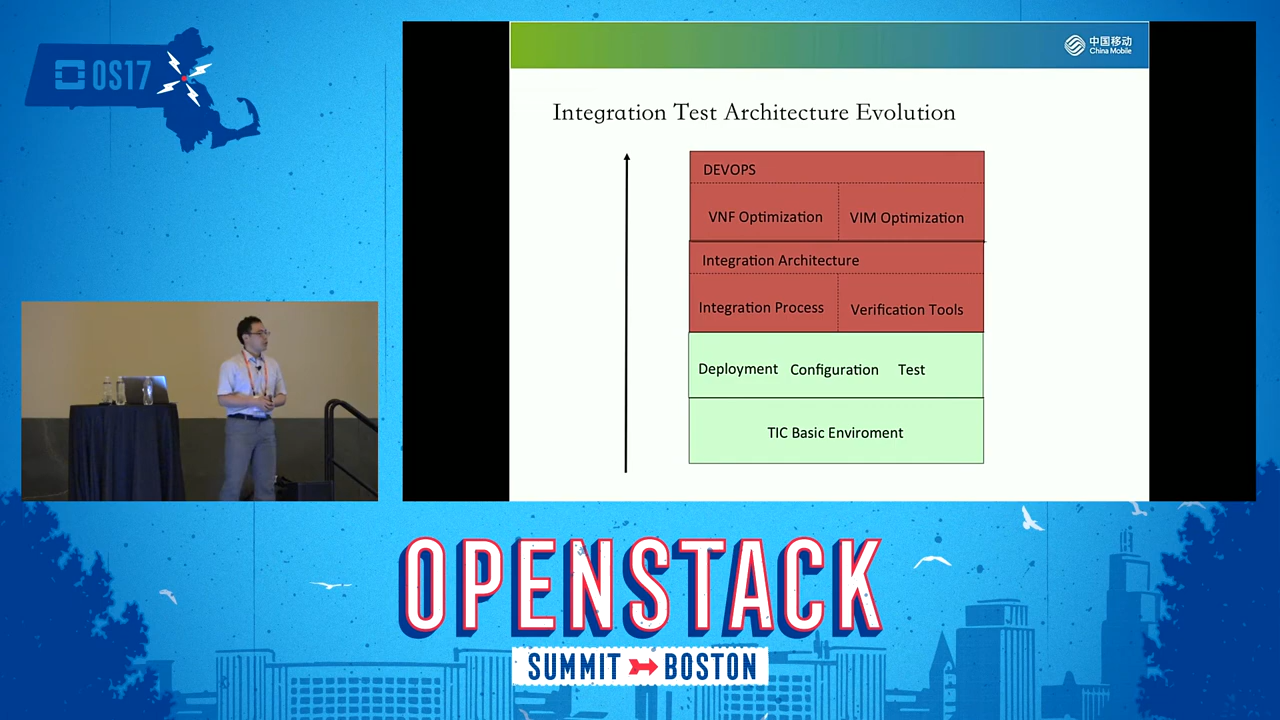 OS17
中国移动
China Mobile
Integration Test Architecture Evolution
DEVOPS
VNF Optimization
VIM Optimization
Integration Architecture
Integration Process
Verification Tools
Deployment Configuration Test
TIC Basic Enviroment
OPENSTACK
SUMMIT BOSTON